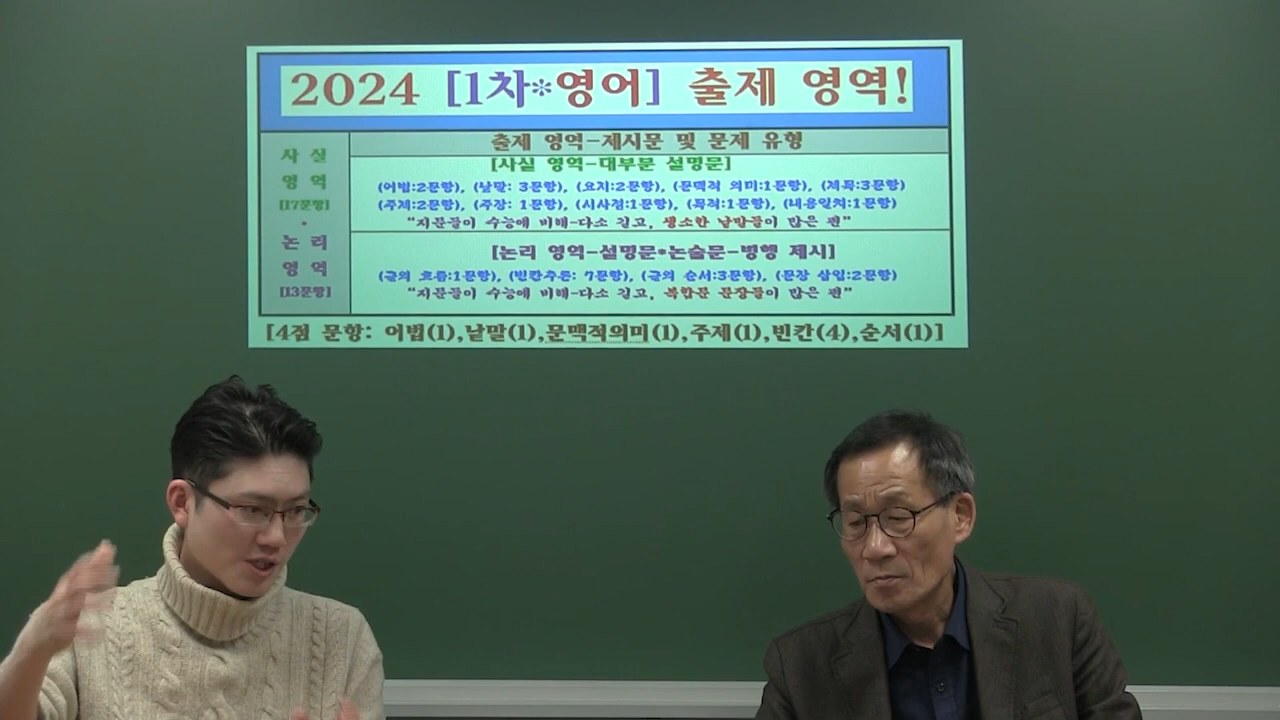 2024 [1차*영어] 출제 영역!
출제 영역-제시문 및 문제 유형
사 실
영 역
[17문항]
•
논 리
영 역
[13문항]
[사실 영역-대부분 설명문]
(어법:2문항), (낱말: 3문항), (요지:2문항), (문맥적 의미:1문항), (제목:3문항)
(주제:2문항), (주장: 1문항), (시사점:1문항), (목적:1문항), (내용일치:1문항)
“지문들이 수능에 비해-다소 길고, 생소한 낱말들이 많은 편”
[논리 영역-설명문*논술문-병행 제시]
(글의 흐름:1문항), (빈칸추론: 7문항), (글의 순서:3문항), (문장 삽입:2문항)
“지문들이 수능에 비해-다소 길고, 복합문 문장들이 많은 편”
[4점 문항: 어법(1),낱말(1),문맥적의미(1),주제(1),빈칸(4),순서(1)]